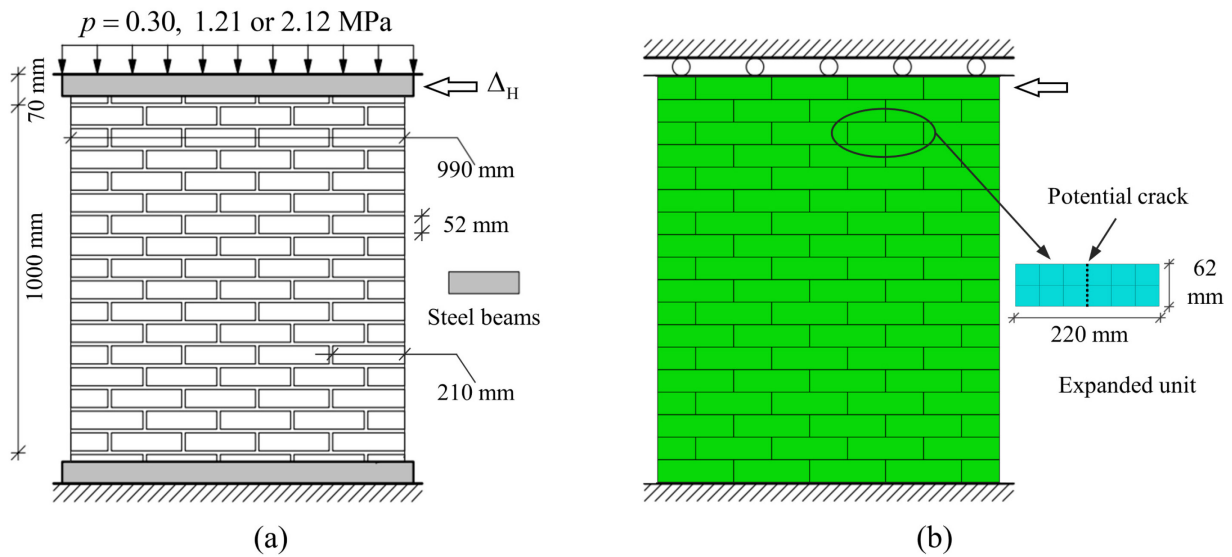 p = 0.30, 1.21 or 2.12 MPa
70 mm
Δ_H
990 mm
1000 mm
52 mm
Steel beams
210 mm
(a)
Potential crack
62
mm
220 mm
Expanded unit
(b)